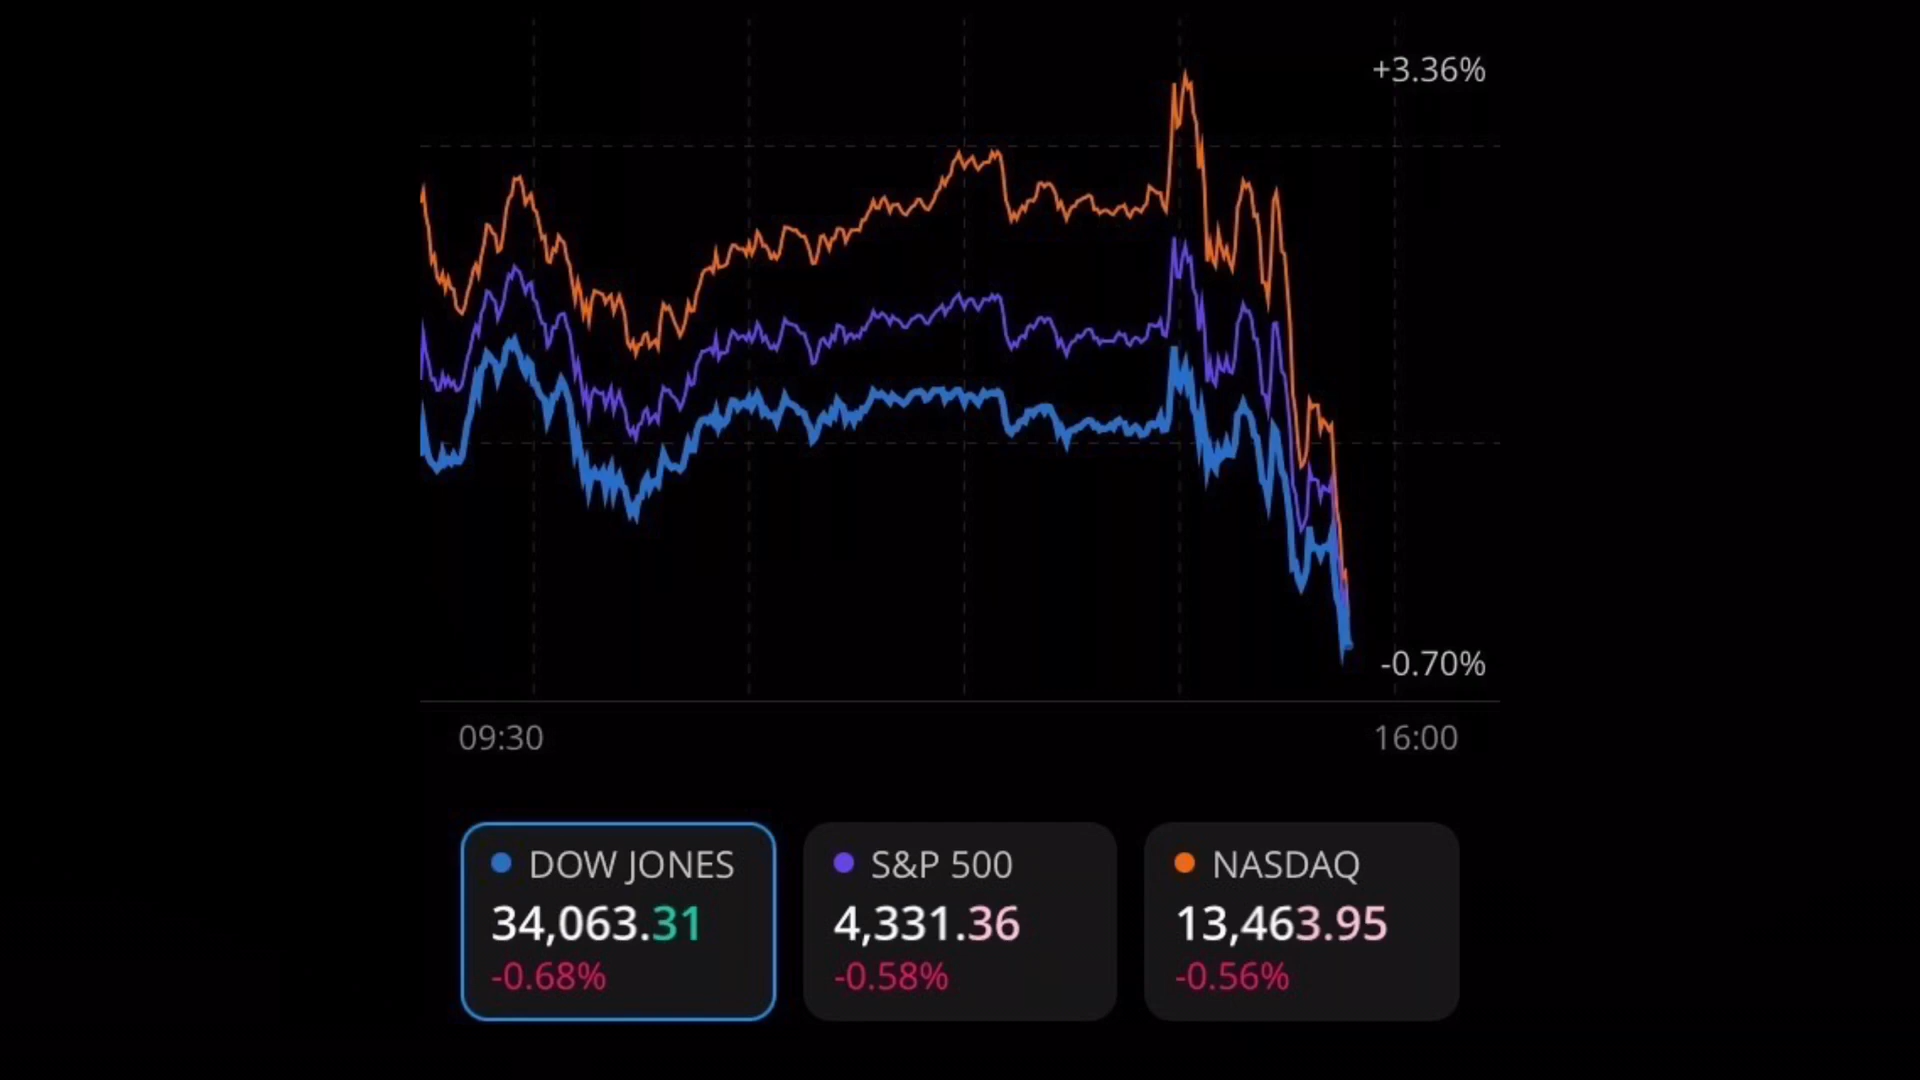 +3.36%
-0.70%
09:30 16:00
DOW JONES S&P 500 NASDAQ
34,063.31 4,331.36 13,463.95
-0.68% -0.58% -0.56%